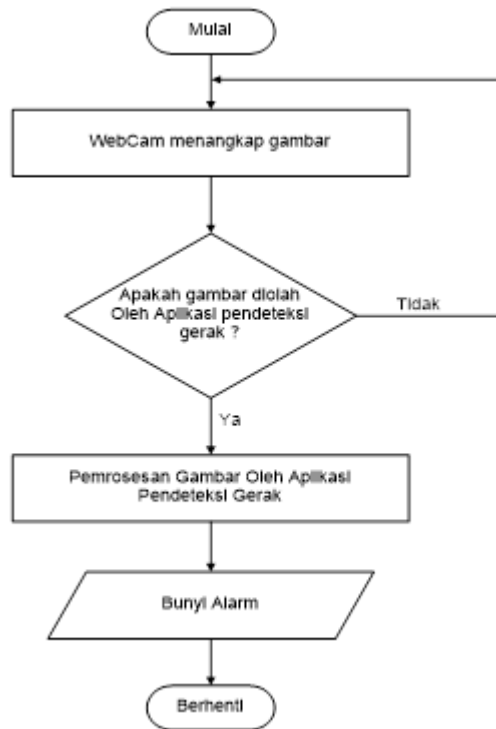 Mulai
WebCam menangkap gambar
Apakah gambar diolah
Oleh Aplikasi pendeteksi
gerak ?
Tidak
Ya
Pemrosesan Gambar Oleh Aplikasi
Pendeteksi Gerak
Bunyi Alarm
Berhenti